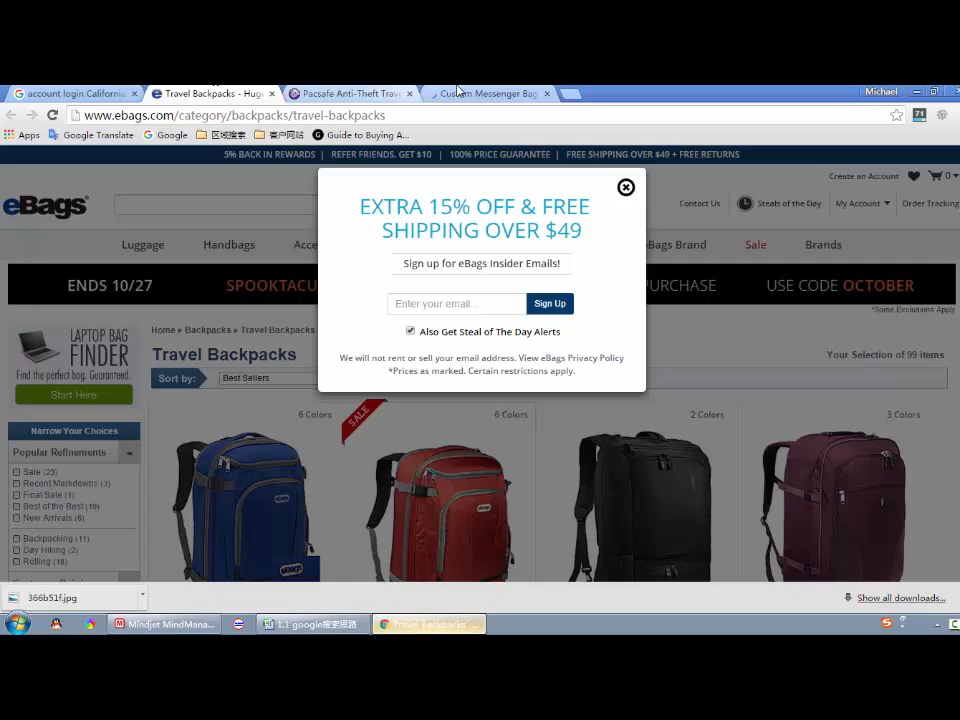 account login California
Travel Backpacks - Huge
Pacsafe Anti-Theft Trave
Custom Messenger Bag
Michael
www.ebags.com/category/backpacks/travel-backpacks
71
Apps
Google Translate
Google
区域搜索
客户网站
Guide to Buying A...
5% BACK IN REWARDS | REFER FRIENDS. GET $10 | 100% PRICE GUARANTEE | FREE SHIPPING OVER $49 + FREE RETURNS
Create an Account
0
eBags
Contact Us
Steals of the Day
My Account
Order Tracking
Luggage
Handbags
Acce
eBags Brand
Sale
Brands
ENDS 10/27
SPOOKTACU
PURCHASE
USE CODE OCTOBER
*Some Exclusions Apply
EXTRA 15% OFF & FREE
SHIPPING OVER $49
Sign up for eBags Insider Emails!
Enter your email...
Sign Up
Also Get Steal of The Day Alerts
We will not rent or sell your email address. View eBags Privacy Policy
*Prices as marked. Certain restrictions apply.
LAPTOP BAG
FINDER
Find the perfect bag. Guaranteed.
Start Here
Home ▸ Backpacks ▸ Travel Backpacks
Travel Backpacks
Your Selection of 99 items
Sort by:
Best Sellers
Narrow Your Choices
Popular Refinements
Sale (23)
Recent Markdowns (3)
Final Sale (1)
Best of the Best (19)
New Arrivals (6)
Backpacking (11)
Day Hiking (2)
Rolling (18)
6 Colors
SALE
6 Colors
2 Colors
3 Colors
eBags
366b51f.jpg
Show all downloads...
Mindjet MindMana...
1.1 google搜索思路
Travel Backpacks ...